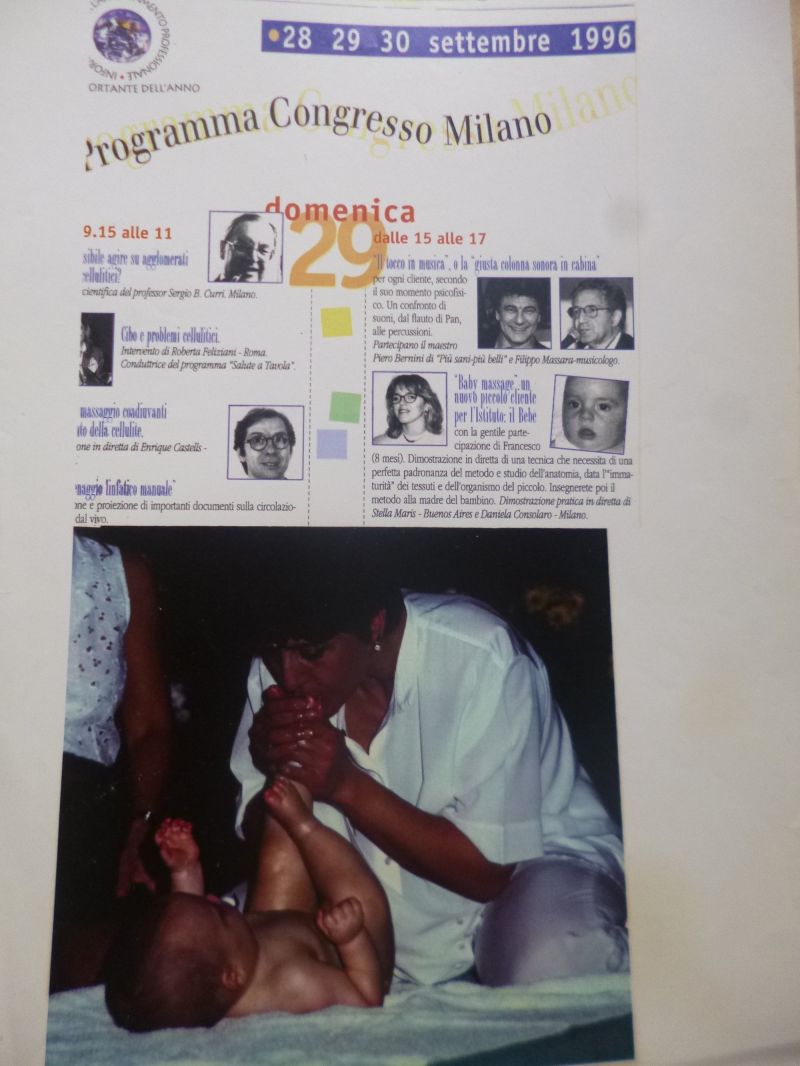 PROFESSIONALE
ORTANTE DELL'ANNO
•28 29 30 settembre 1996
Programma Congresso Milano
domenica
29
9.15 alle 11
sibile agire su agglomerati
cellulitici?
cientifica del professor Sergio B. Curri, Milano.
Cibo e problemi cellulitici.
Intervento di Roberta Feliziani - Roma.
Conduttrice del programma "Salute a Tavola".
massaggio coadiuvanti
to della cellulite.
one in diretta di Enrique Castells -
naggio linfatico manuale"
ne e proiezione di importanti documenti sulla circolazio-
dal vivo.
dalle 15 alle 17
"Il tocco in musica", o la "giusta colonna sonora in cabina"
per ogni cliente, secondo
il suo momento psicofisi-
co. Un confronto di
suoni, dal flauto di Pan,
alle percussioni.
Partecipano il maestro
Piero Bernini di "Più sani-più belli" e Filippo Massara-musicologo.
"Baby massage": un
nuovo piccolo cliente
per l'Istituto: il Bebè
con la gentile parte-
cipazione di Francesco
(8 mesi). Dimostrazione in diretta di una tecnica che necessita di una
perfetta padronanza del metodo e studio dell'anatomia, data l'"imma-
turità" dei tessuti e dell'organismo del piccolo. Insegnerete poi il
metodo alla madre del bambino. Dimostrazione pratica in diretta di
Stella Maris - Buenos Aires e Daniela Consolaro - Milano.